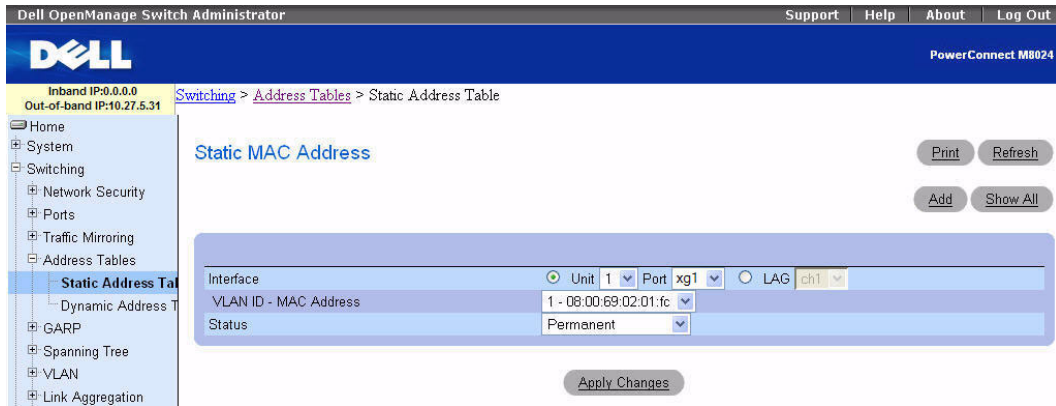 Dell OpenManage Switch Administrator Support Help About Log Out
DELL PowerConnect M8024
Inband IP:0.0.0.0
Out-of-band IP:10.27.5.31
Switching > Address Tables > Static Address Table
Home
System
Switching
Network Security
Ports
Traffic Mirroring
Address Tables
Static Address Tal
Dynamic Address T
GARP
Spanning Tree
VLAN
Link Aggregation
Static MAC Address
Print Refresh
Add Show All
Interface Unit 1 Port xg1 LAG ch1
VLAN ID - MAC Address 1 - 08:00:69:02:01:fc
Status Permanent
Apply Changes